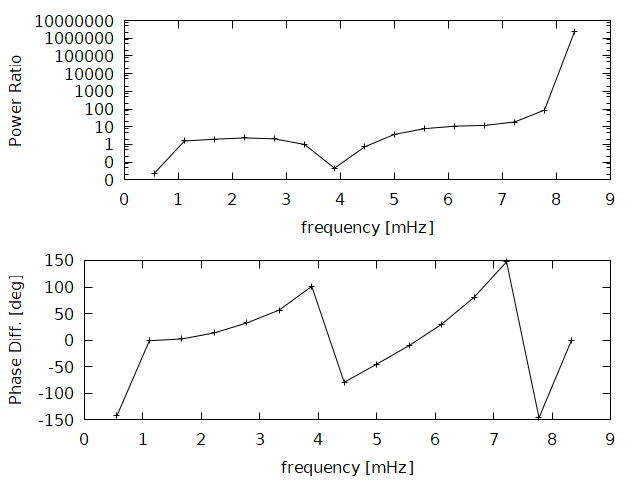 10000000
1000000
100000
10000
1000
100
10
1
0
0
Power Ratio
0 1 2 3 4 5 6 7 8 9
frequency [mHz]
150
100
50
0
-50
-100
-150
Phase Diff. [deg]
0 1 2 3 4 5 6 7 8 9
frequency [mHz]